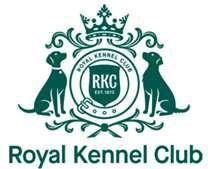 ROYAL KENNEL CLUB
RKC
EST. 1873
Royal Kennel Club